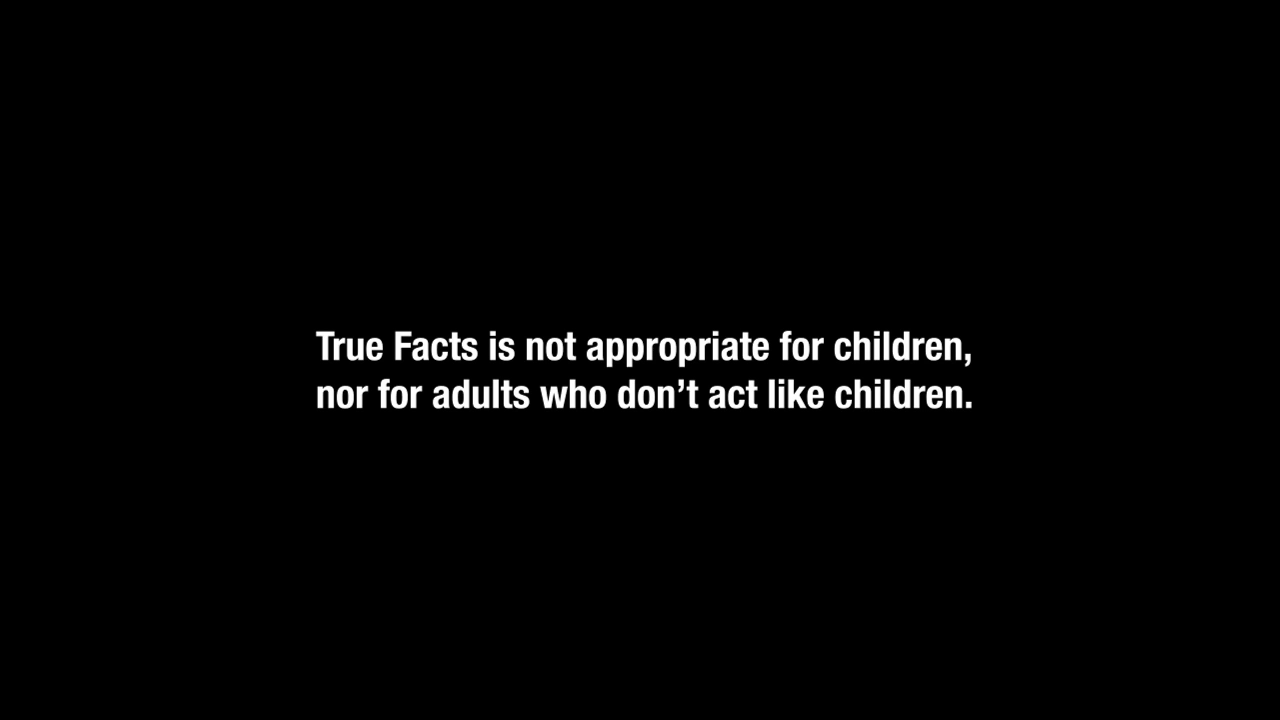 True Facts is not appropriate for children,
nor for adults who don’t act like children.